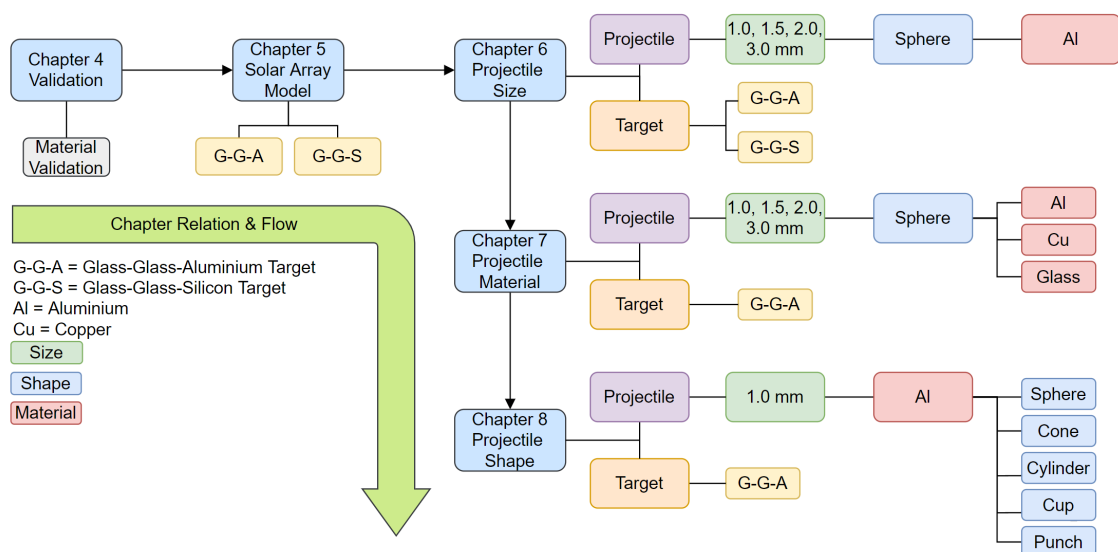 Chapter 4
Validation
Material
Validation
Chapter 5
Solar Array
Model
G-G-A
G-G-S
Chapter 6
Projectile
Size
Projectile
1.0, 1.5, 2.0,
3.0 mm
Sphere
Al
Target
G-G-A
G-G-S
Chapter Relation & Flow
G-G-A = Glass-Glass-Aluminium Target
G-G-S = Glass-Glass-Silicon Target
Al = Aluminium
Cu = Copper
Size
Shape
Material
Chapter 7
Projectile
Material
Projectile
1.0, 1.5, 2.0,
3.0 mm
Sphere
Al
Cu
Glass
Target
G-G-A
Chapter 8
Projectile
Shape
Projectile
1.0 mm
Al
Sphere
Cone
Cylinder
Cup
Punch
Target
G-G-A